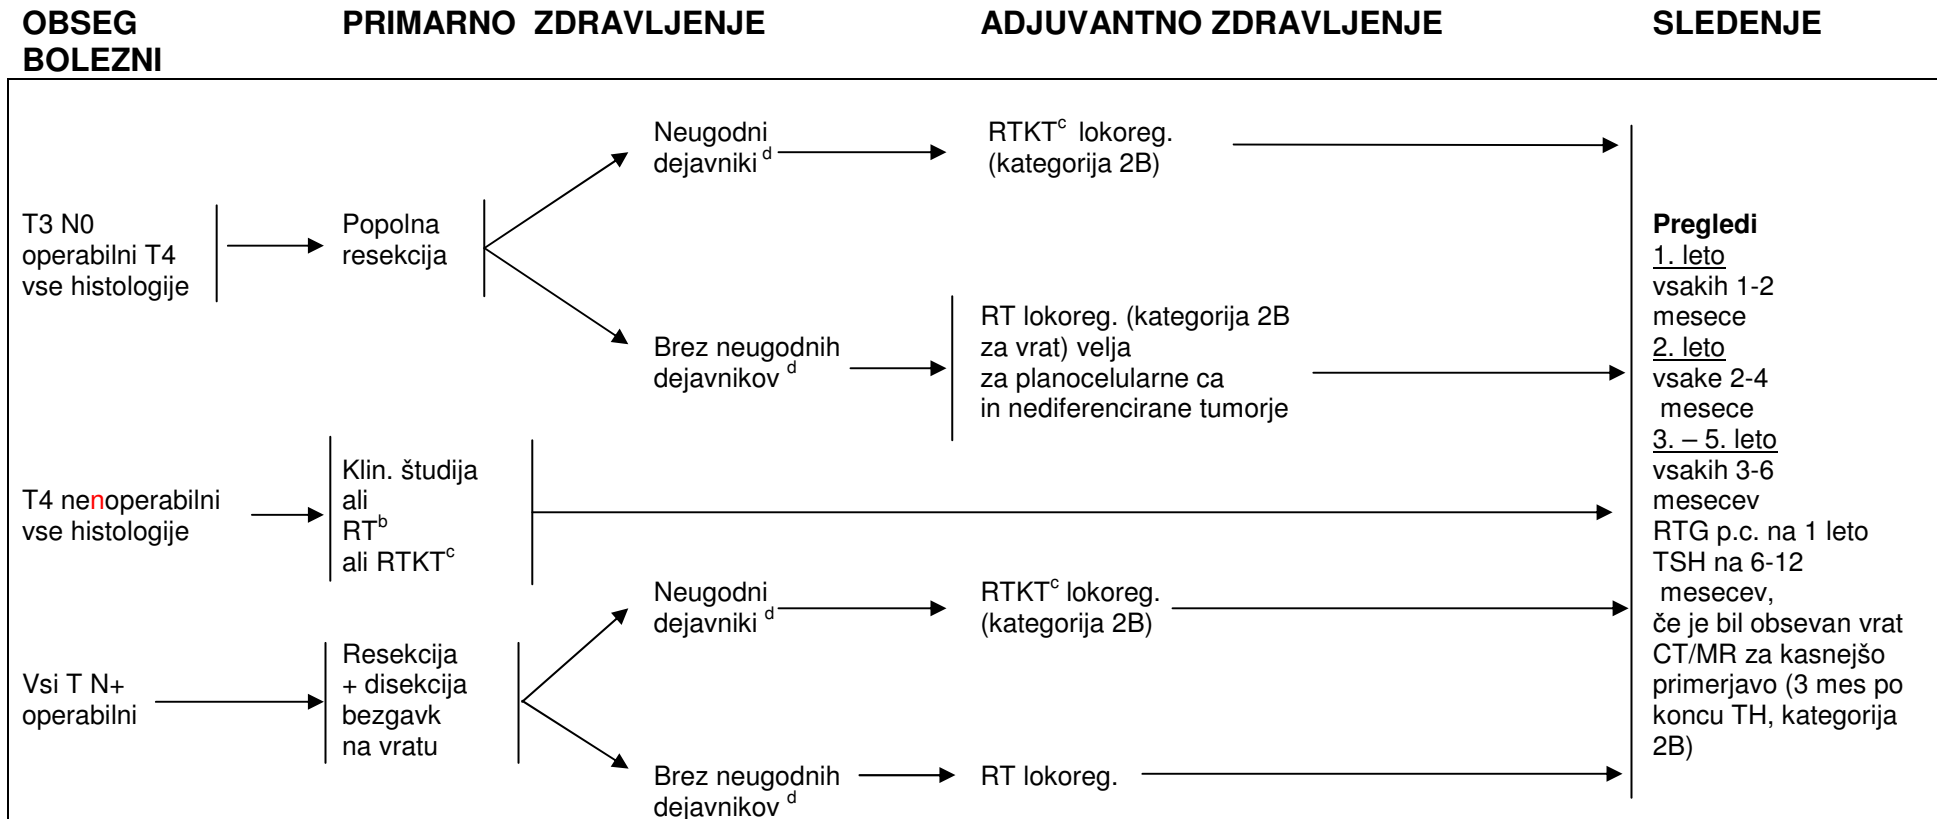 OBSEG
BOLEZNI
PRIMARNO ZDRAVLJENJE
ADJUVANTNO ZDRAVLJENJE
SLEDENJE
T3 N0
operabilni T4
vse histologije
Popolna
resekcija
Neugodni
dejavniki d
RTKTc lokoreg.
(kategorija 2B)
Brez neugodnih
dejavnikov d
RT lokoreg. (kategorija 2B
za vrat) velja
za planocelularne ca
in nediferencirane tumorje
T4 nenoperabilni
vse histologije
Klin. študija
ali
RTb
ali RTKTc
Vsi T N+
operabilni
Resekcija
+ disekcija
bezgavk
na vratu
Neugodni
dejavniki d
RTKTc lokoreg.
(kategorija 2B)
Brez neugodnih
dejavnikov d
RT lokoreg.
Pregledi
1. leto
vsakih 1-2
mesece
2. leto
vsake 2-4
mesece
3. – 5. leto
vsakih 3-6
mesecev
RTG p.c. na 1 leto
TSH na 6-12
mesecev,
če je bil obsevan vrat
CT/MR za kasnejšo
primerjavo (3 mes po
koncu TH, kategorija
2B)